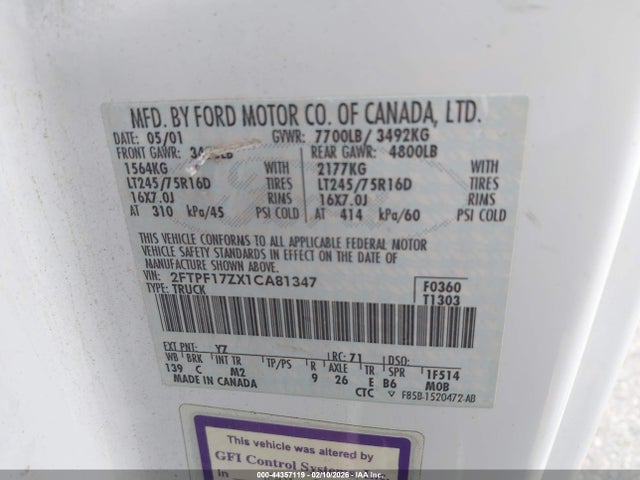 MFD. BY FORD MOTOR CO. OF CANADA, LTD.
DATE: 05/01 GVWR: 7700LB / 3492KG
FRONT GAWR: LB REAR GAWR: 4800LB
1564KG WITH 2177KG WITH
LT245/75R16D TIRES LT245/75R16D TIRES
16X7.0J RIMS 16X7.0J RIMS
AT 310 kPa/45 PSI COLD AT 414 kPa/60 PSI COLD
THIS VEHICLE CONFORMS TO ALL APPLICABLE FEDERAL MOTOR
VEHICLE SAFETY STANDARDS IN EFFECT ON THE DATE OF
MANUFACTURE SHOWN ABOVE.
VIN: 2FTPF17ZX1CA81347 F0360
TYPE: TRUCK T1303
EXT PNT: Y7 RC: 71 DSO:
WB BRK INT TR TP/PS R AXLE TR SPR 1F514
139 C M2 9 26 E B6 MOB
MADE IN CANADA CTC F85B-1520472-AB
This vehicle was altered by
GFI Control Systems
in
000-44357119 - 02/10/2026 - IAA Inc.